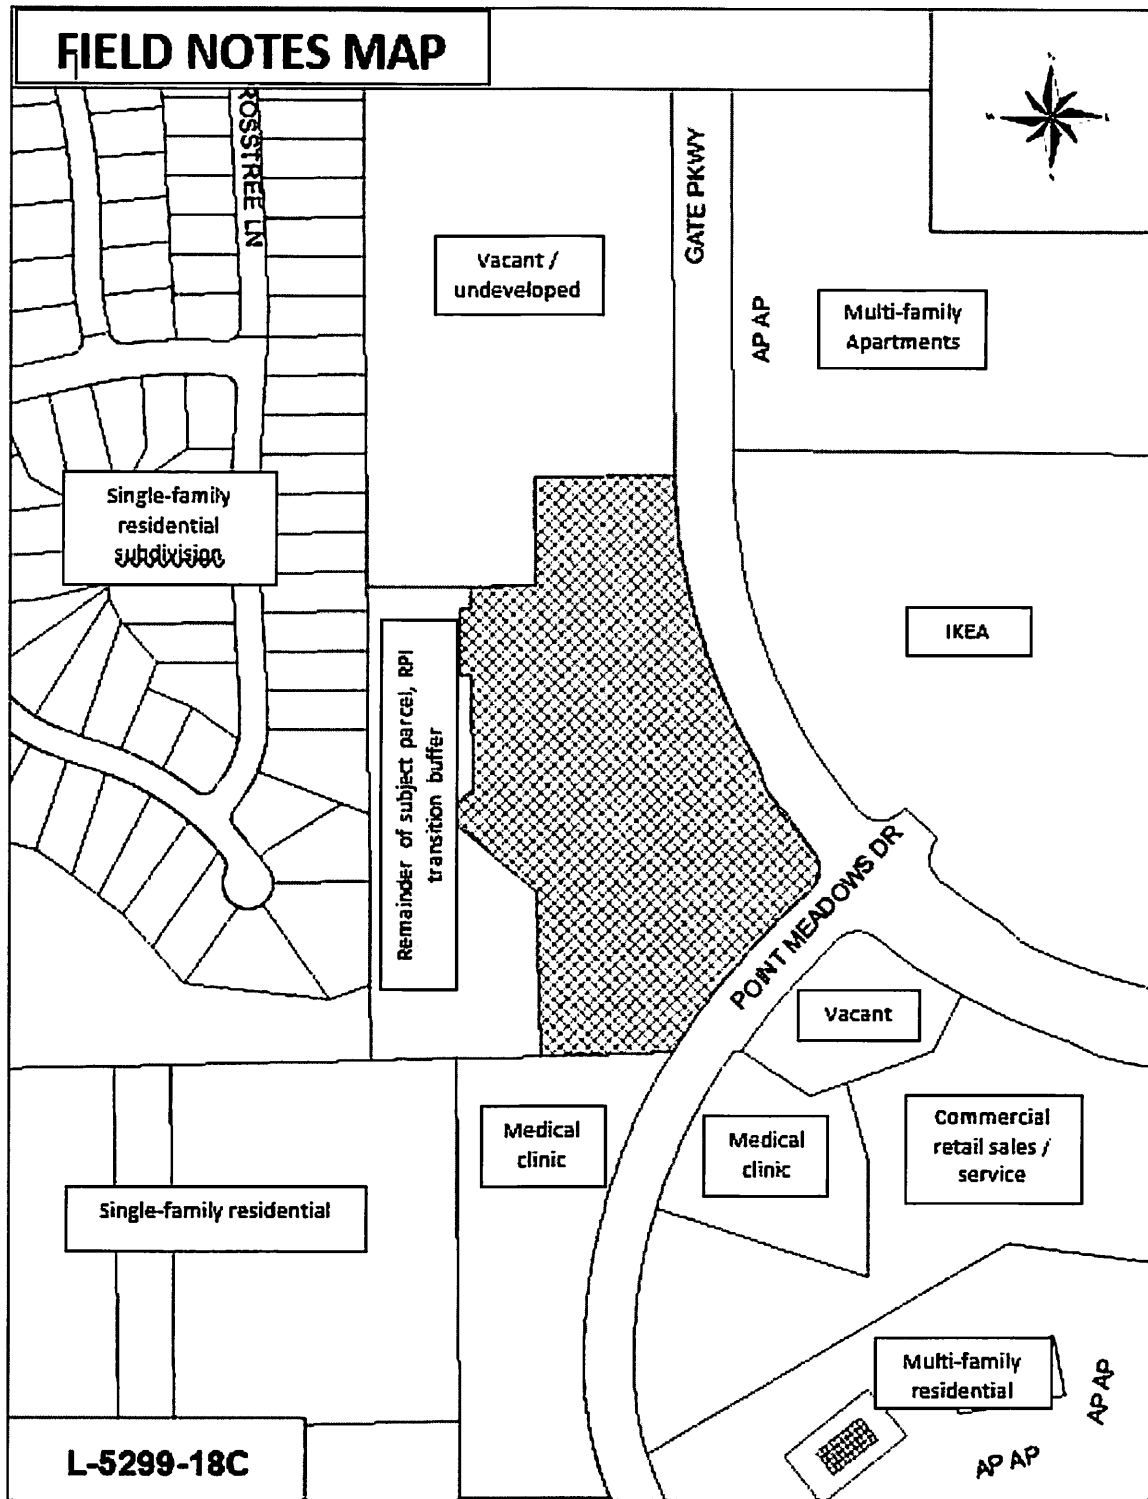 FIELD NOTES MAP
ROSSTREE LN
GATE PKWY
Vacant /
undeveloped
AP AP
Multi-family
Apartments
Single-family
residential
subdivision
IKEA
Remainder of subject parcel, RPI
transition buffer
POINT MEADOWS DR
Vacant
Medical
clinic
Medical
clinic
Commercial
retail sales /
service
Single-family residential
Multi-family
residential
AP AP
AP AP
L-5299-18C